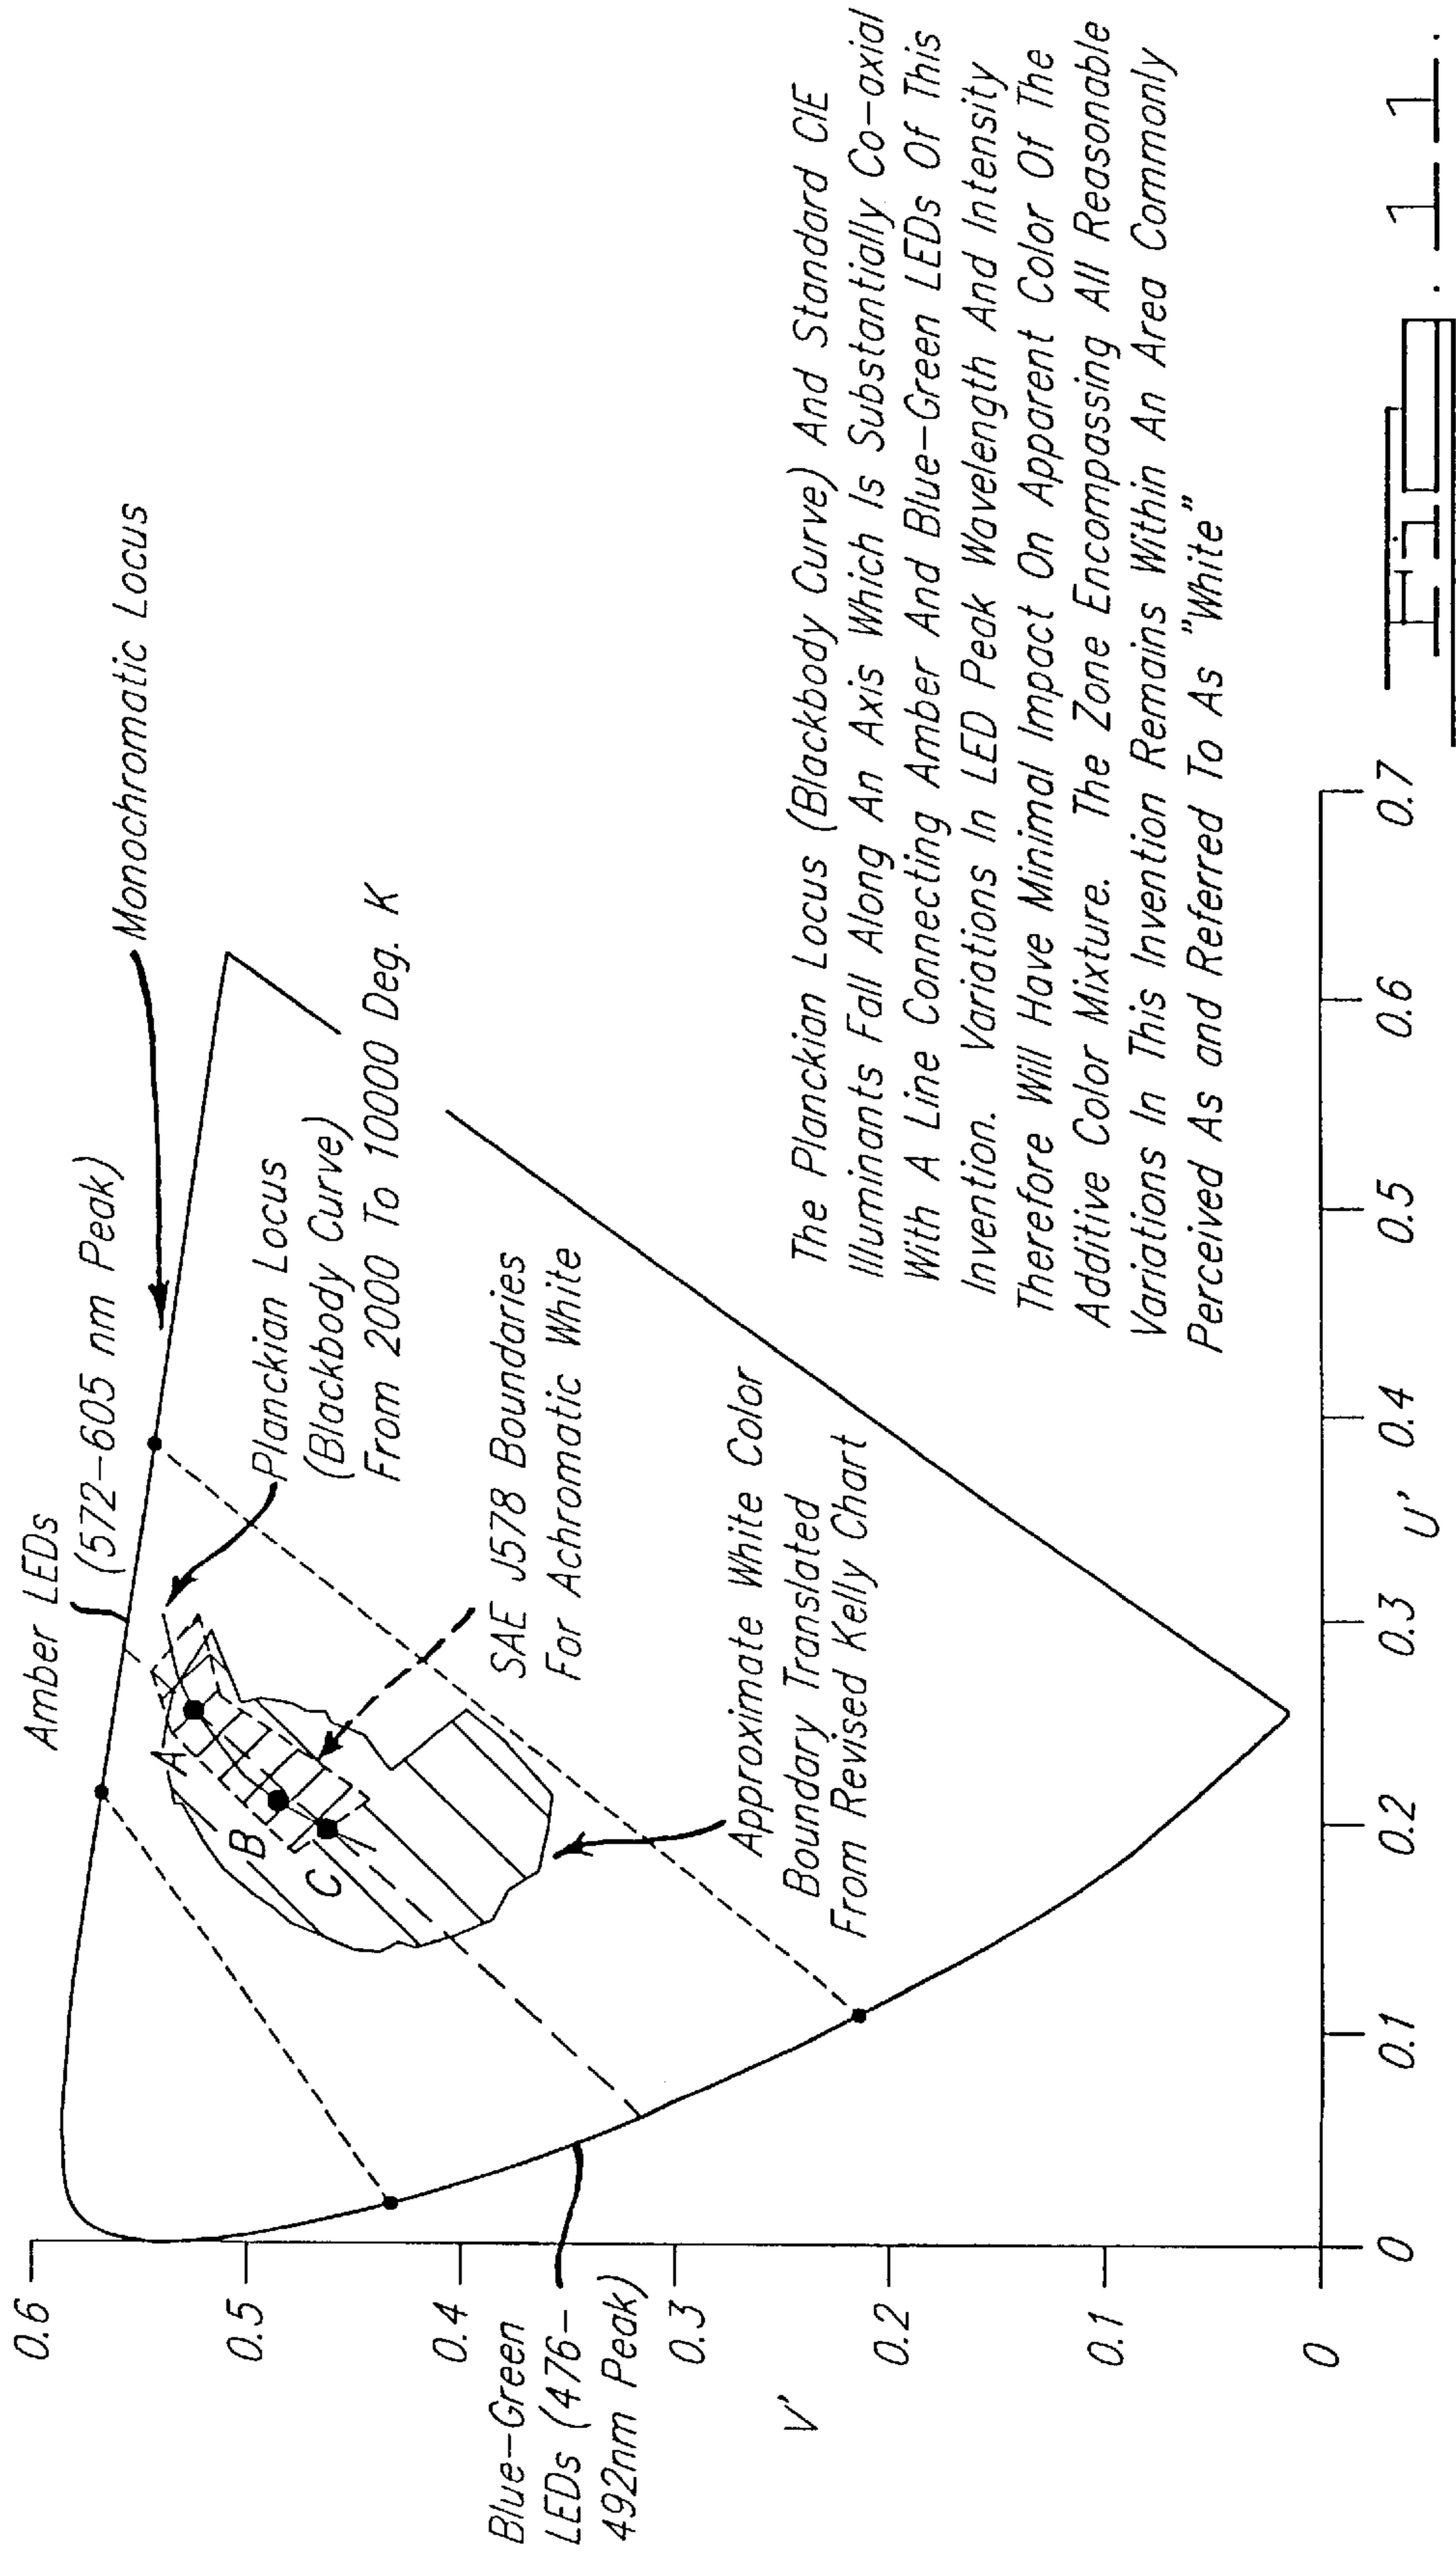 Amber LEDs
(572-605 nm Peak)
Monochromatic Locus
Planckian Locus
(Blackbody Curve)
From 2000 To 10000 Deg. K
SAE J578 Boundaries
For Achromatic White
Approximate White Color
Boundary Translated
From Revised Kelly Chart
A
B
C
Blue-Green
LEDs (476-
492nm Peak)
0.6
0.5
0.4
0.3
0.2
0.1
0
V'
0
0.1
0.2
0.3
0.4
0.5
0.6
0.7
U'
The Planckian Locus (Blackbody Curve) And Standard CIE
Illuminants Fall Along An Axis Which Is Substantially Co-axial
With A Line Connecting Amber And Blue-Green LEDs Of This
Invention. Variations In LED Peak Wavelength And Intensity
Therefore Will Have Minimal Impact On Apparent Color Of The
Additive Color Mixture. The Zone Encompassing All Reasonable
Variations In This Invention Remains Within An Area Commonly
Perceived As and Referred To As "White"
Fig. 11.